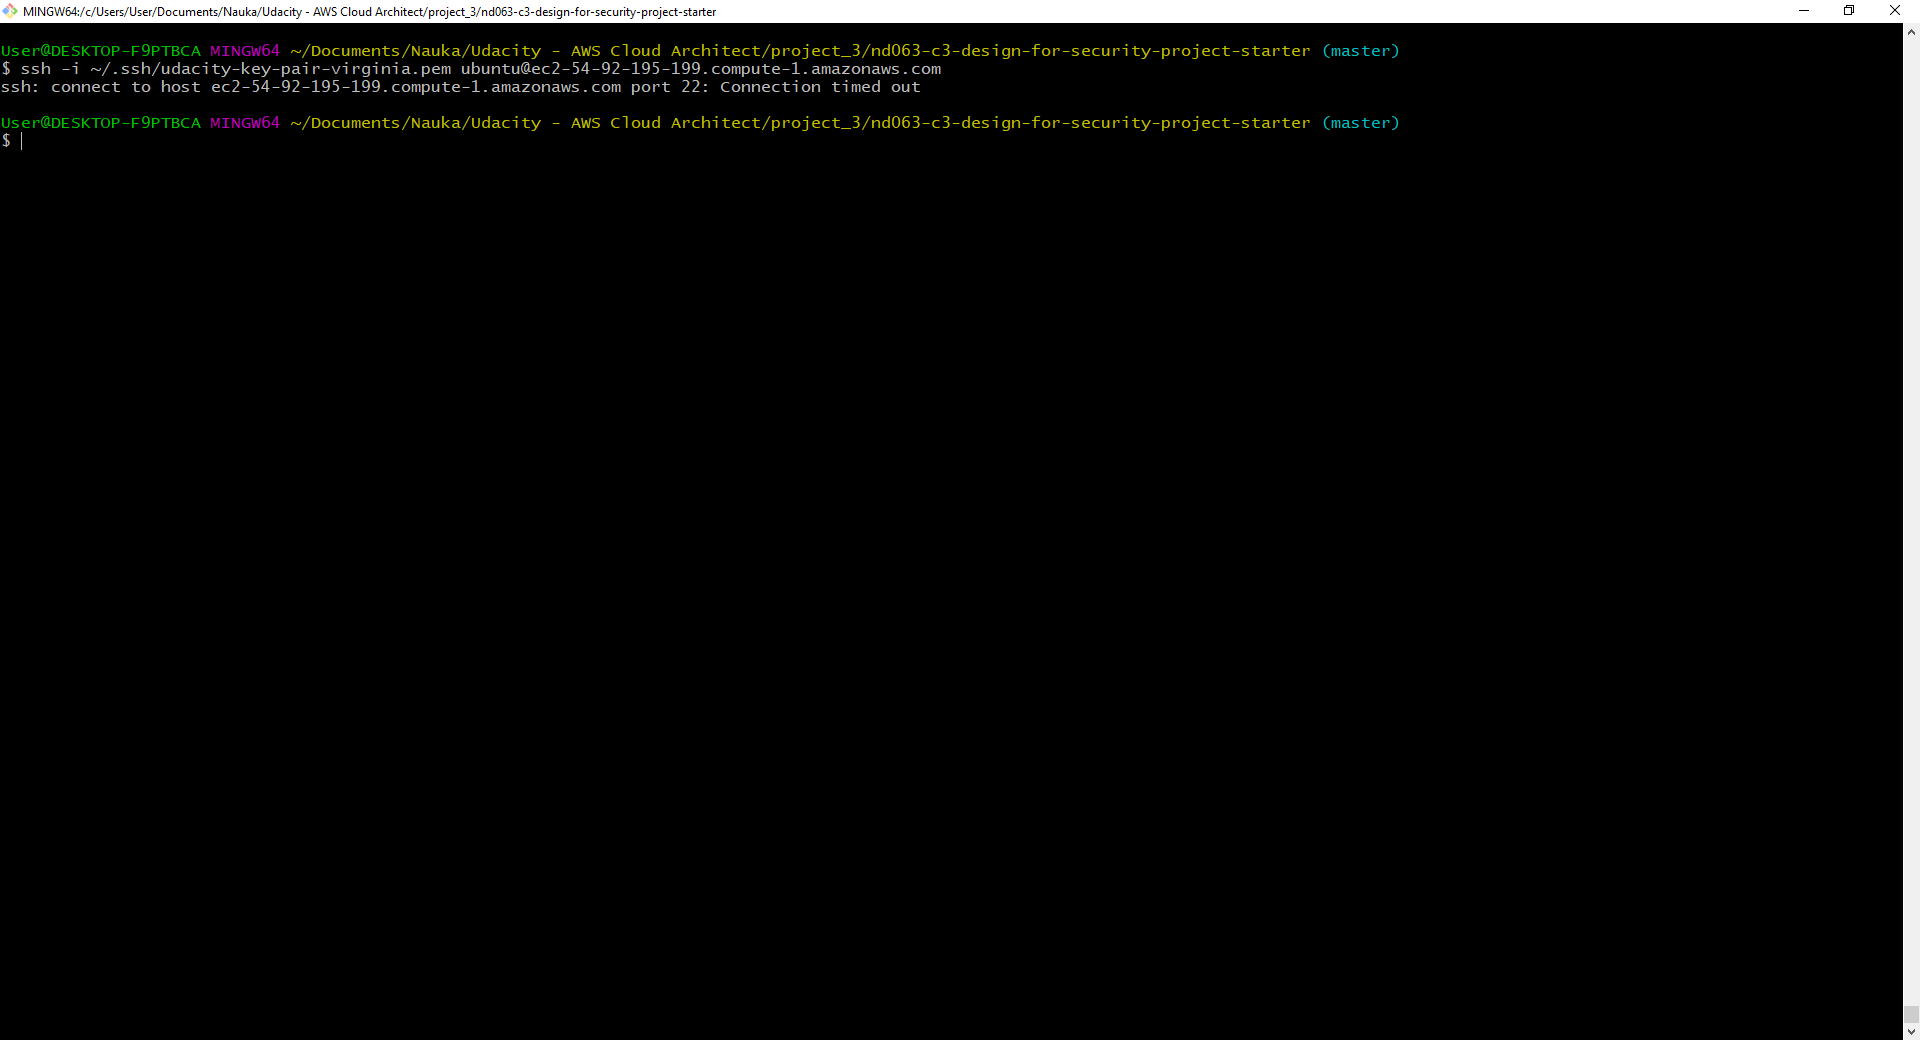 MINGW64:/c/Users/User/Documents/Nauka/Udacity - AWS Cloud Architect/project_3/nd063-c3-design-for-security-project-starter
User@DESKTOP-F9PTBCA MINGW64 ~/Documents/Nauka/Udacity - AWS Cloud Architect/project_3/nd063-c3-design-for-security-project-starter (master)
$ ssh -i ~/.ssh/udacity-key-pair-virginia.pem ubuntu@ec2-54-92-195-199.compute-1.amazonaws.com
ssh: connect to host ec2-54-92-195-199.compute-1.amazonaws.com port 22: Connection timed out
User@DESKTOP-F9PTBCA MINGW64 ~/Documents/Nauka/Udacity - AWS Cloud Architect/project_3/nd063-c3-design-for-security-project-starter (master)
$